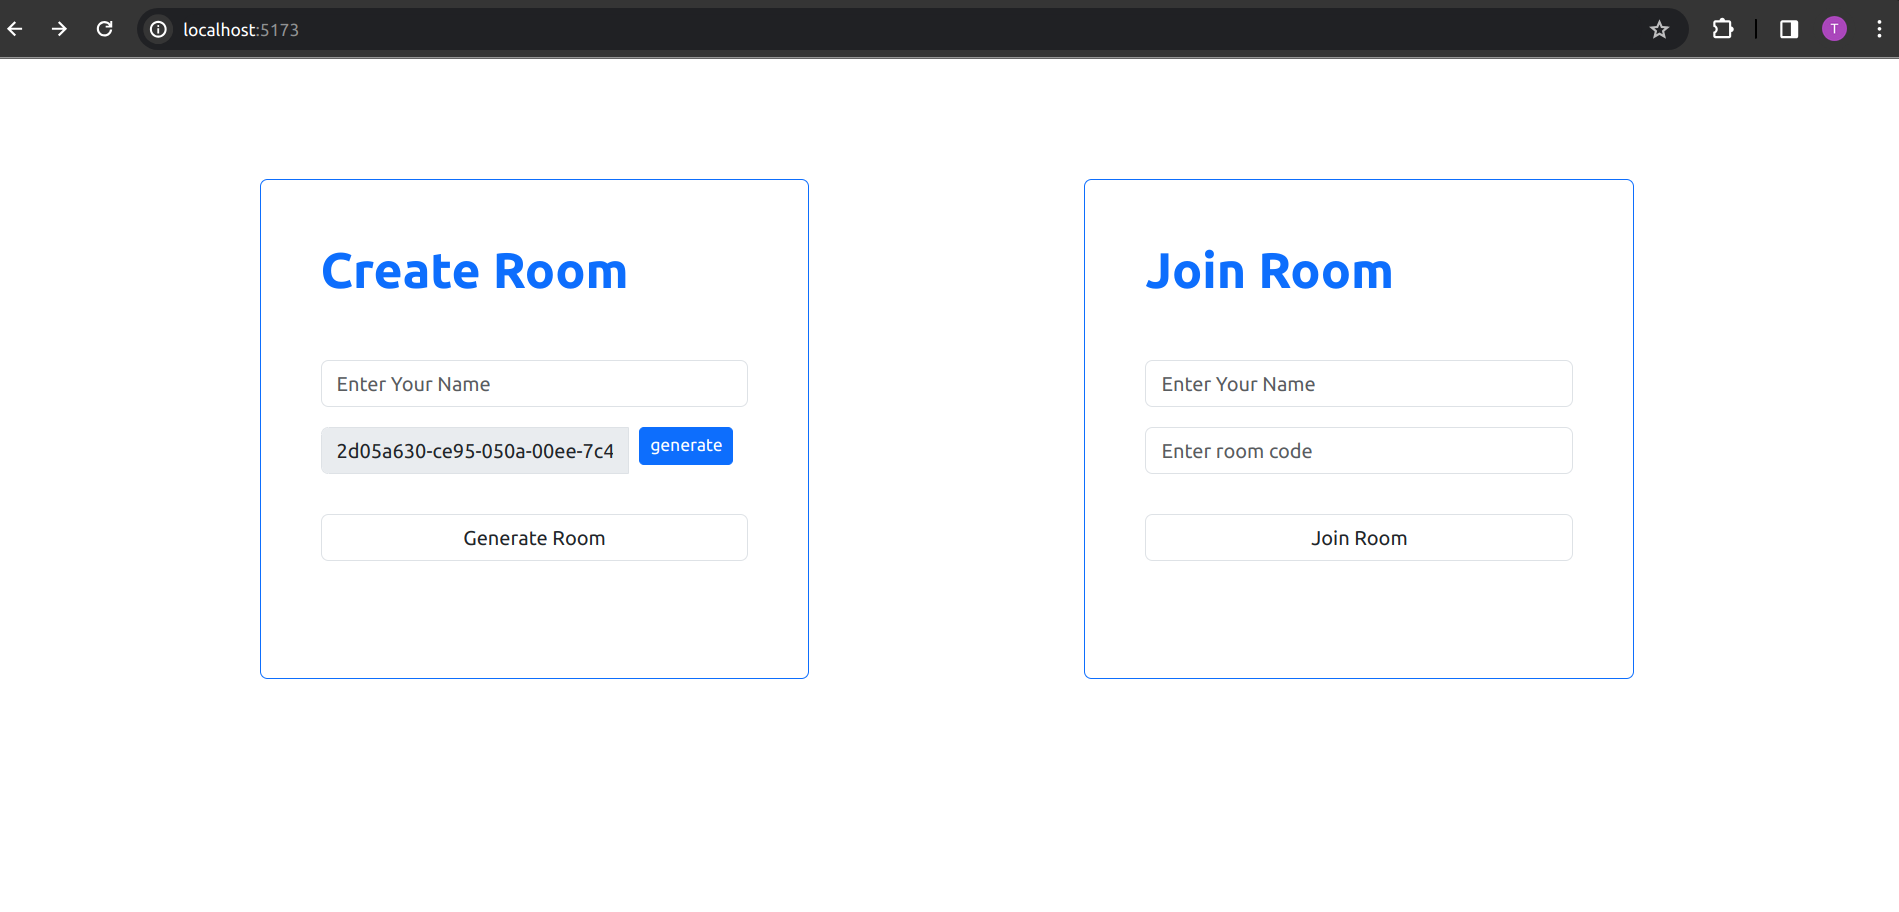 localhost:5173
T
Create Room
Enter Your Name
2d05a630-ce95-050a-00ee-7c4
generate
Generate Room
Join Room
Enter Your Name
Enter room code
Join Room